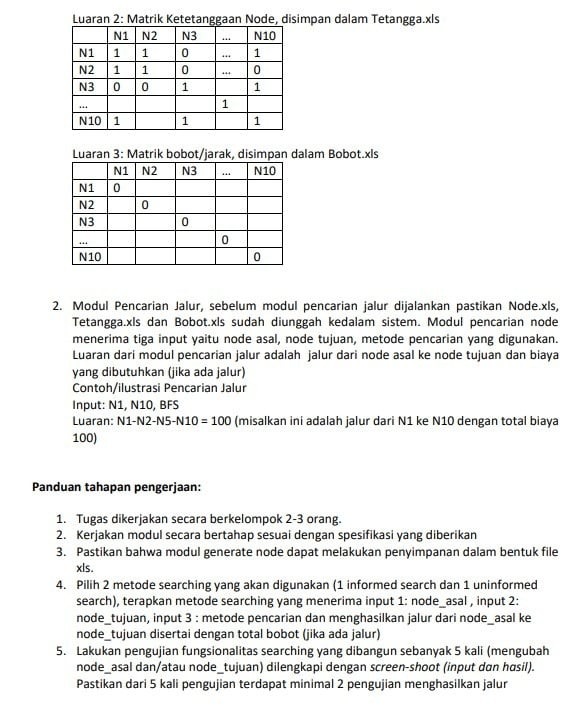 Luaran 2: Matrik Ketetanggaan Node, disimpan dalam Tetangga.xls
N1 N2 N3 ... N10
N1 1 1 0 ... 1
N2 1 1 0 ... 0
N3 0 0 1 1
... 1
N10 1 1 1
Luaran 3: Matrik bobot/jarak, disimpan dalam Bobot.xls
N1 N2 N3 ... N10
N1 0
N2 0
N3 0
... 0
N10 0
2. Modul Pencarian Jalur, sebelum modul pencarian jalur dijalankan pastikan Node.xls,
Tetangga.xls dan Bobot.xls sudah diunggah kedalam sistem. Modul pencarian node
menerima tiga input yaitu node asal, node tujuan, metode pencarian yang digunakan.
Luaran dari modul pencarian jalur adalah jalur dari node asal ke node tujuan dan biaya
yang dibutuhkan (jika ada jalur)
Contoh/ilustrasi Pencarian Jalur
Input: N1, N10, BFS
Luaran: N1-N2-N5-N10 = 100 (misalkan ini adalah jalur dari N1 ke N10 dengan total biaya
100)
Panduan tahapan pengerjaan:
1. Tugas dikerjakan secara berkelompok 2-3 orang.
2. Kerjakan modul secara bertahap sesuai dengan spesifikasi yang diberikan
3. Pastikan bahwa modul generate node dapat melakukan penyimpanan dalam bentuk file
xls.
4. Pilih 2 metode searching yang akan digunakan (1 informed search dan 1 uninformed
search), terapkan metode searching yang menerima input 1: node_asal , input 2:
node_tujuan, input 3 : metode pencarian dan menghasilkan jalur dari node_asal ke
node_tujuan disertai dengan total bobot (jika ada jalur)
5. Lakukan pengujian fungsionalitas searching yang dibangun sebanyak 5 kali (mengubah
node_asal dan/atau node_tujuan) dilengkapi dengan screen-shoot (input dan hasil).
Pastikan dari 5 kali pengujian terdapat minimal 2 pengujian menghasilkan jalur